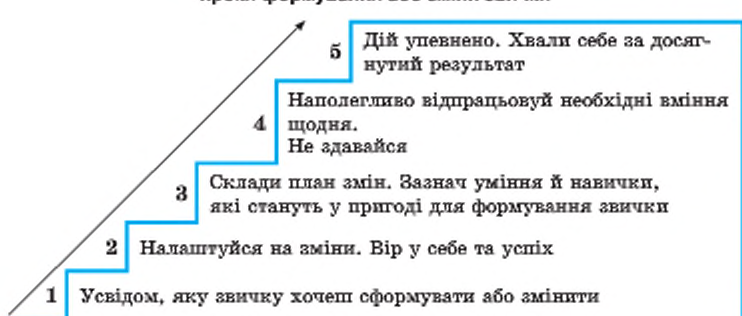 5 Дій упевнено. Хвали себе за досяг-
нутий результат
4 Наполегливо відпрацьовуй необхідні вміння
щодня.
Не здавайся
3 Склади план змін. Зазнач уміння й навички,
які стануть у пригоді для формування звички
2 Налаштуйся на зміни. Вір у себе та успіх
1 Усвідом, яку звичку хочеш сформувати або змінити